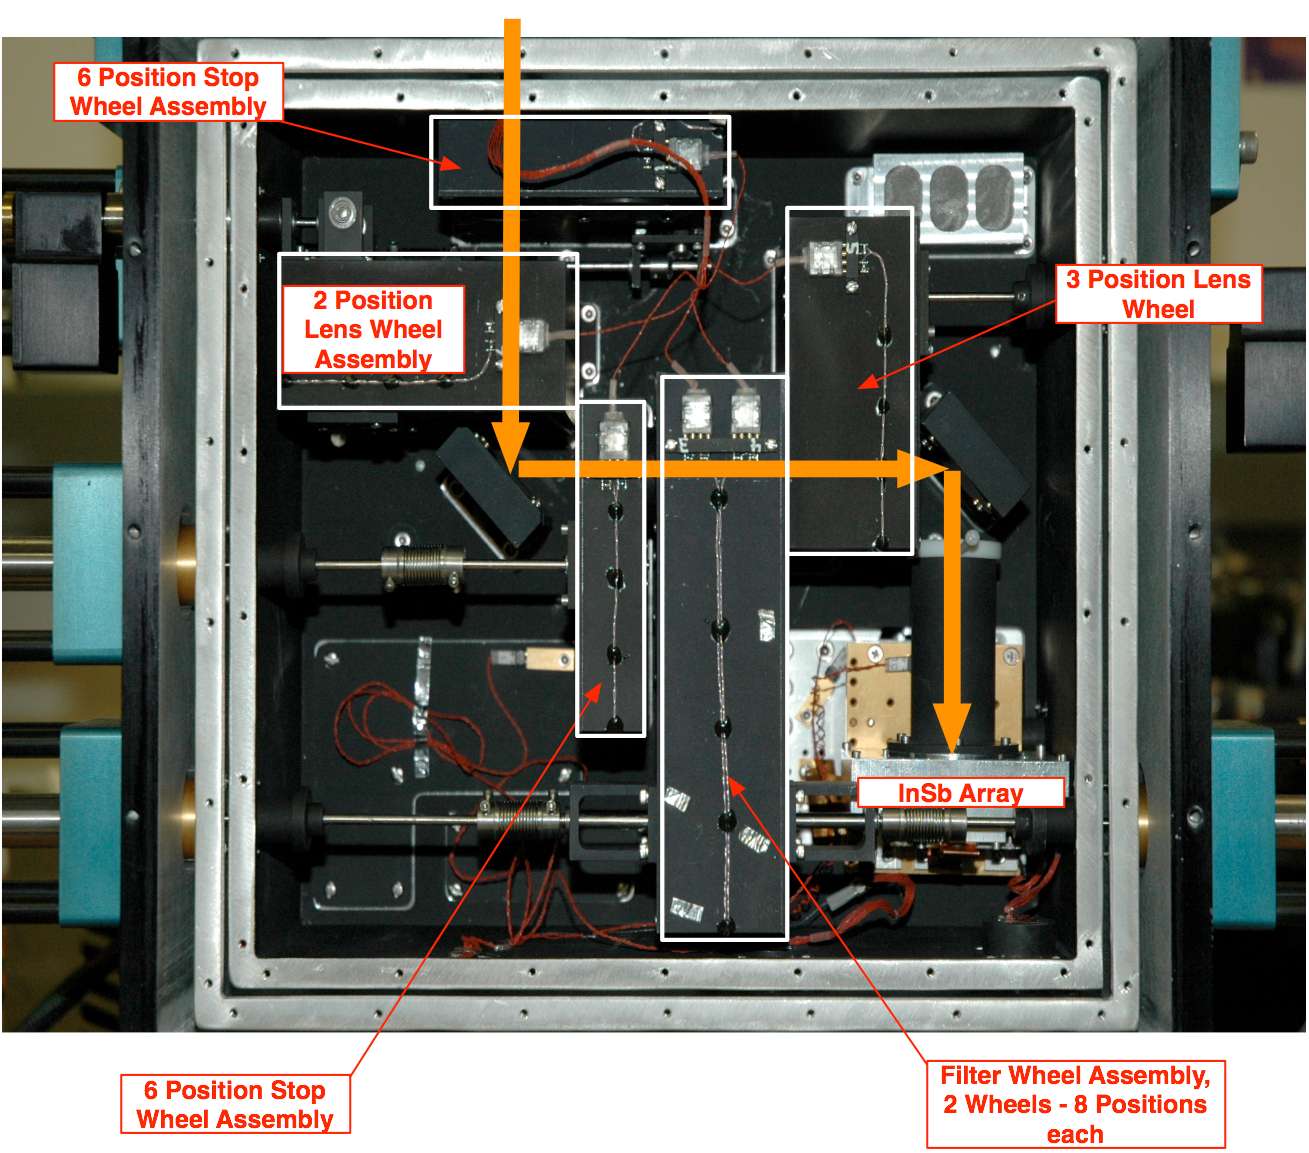 6 Position Stop
Wheel Assembly
2 Position
Lens Wheel
Assembly
3 Position Lens
Wheel
InSb Array
6 Position Stop
Wheel Assembly
Filter Wheel Assembly,
2 Wheels - 8 Positions
each